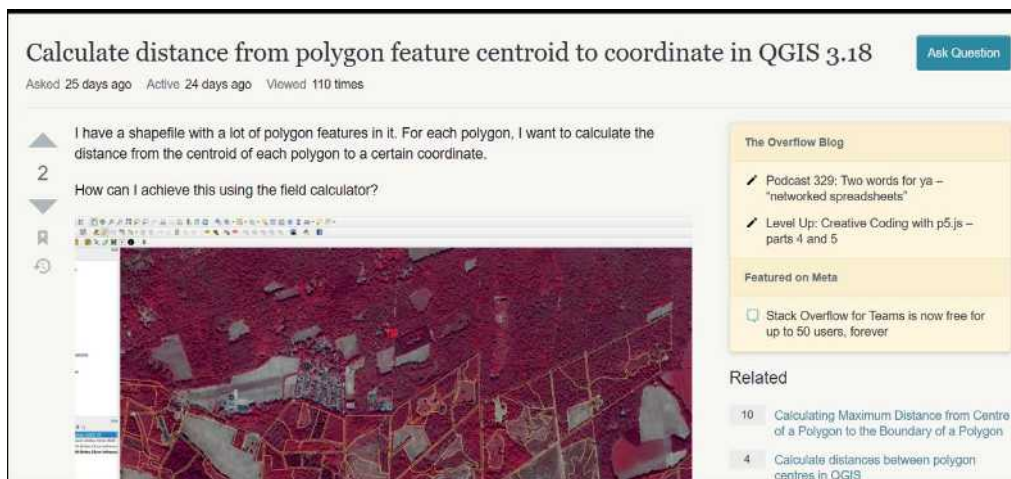 Calculate distance from polygon feature centroid to coordinate in QGIS 3.18
Ask Question
Asked 25 days ago Active 24 days ago Viewed 110 times
I have a shapefile with a lot of polygon features in it. For each polygon, I want to calculate the
distance from the centroid of each polygon to a certain coordinate.
2
How can I achieve this using the field calculator?
The Overflow Blog
Podcast 329: Two words for ya –
"networked spreadsheets"
Level Up: Creative Coding with p5.js –
parts 4 and 5
Featured on Meta
Stack Overflow for Teams is now free for
up to 50 users, forever
Related
10 Calculating Maximum Distance from Centre
of a Polygon to the Boundary of a Polygon
4 Calculate distances between polygon
centres in QGIS